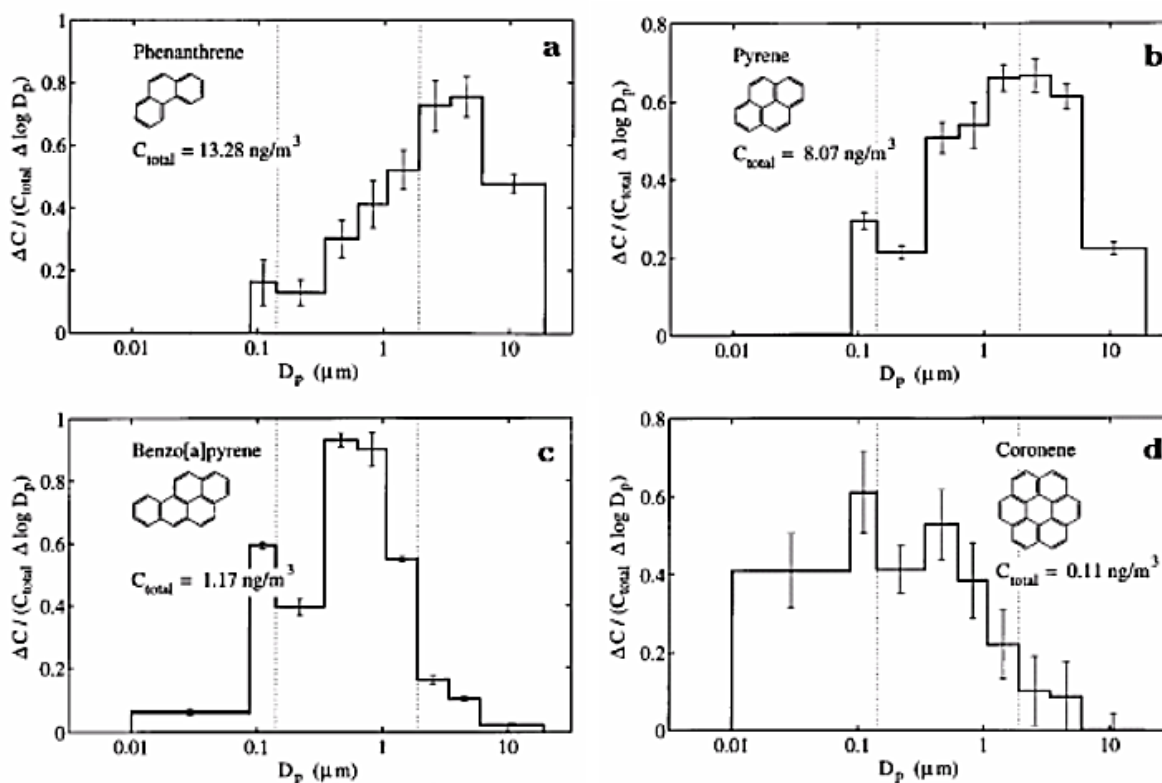 a
Phenanthrene
C_total = 13.28 ng/m³
ΔC / (C_total Δ log D_p)
1
0.8
0.6
0.4
0.2
0
0.01 0.1 1 10
D_p (μm)
b
Pyrene
C_total = 8.07 ng/m³
ΔC / (C_total Δ log D_p)
0.8
0.6
0.4
0.2
0
0.01 0.1 1 10
D_p (μm)
c
Benzo[a]pyrene
C_total = 1.17 ng/m³
ΔC / (C_total Δ log D_p)
1
0.8
0.6
0.4
0.2
0
0.01 0.1 1 10
D_p (μm)
d
Coronene
C_total = 0.11 ng/m³
ΔC / (C_total Δ log D_p)
0.8
0.6
0.4
0.2
0
0.01 0.1 1 10
D_p (μm)